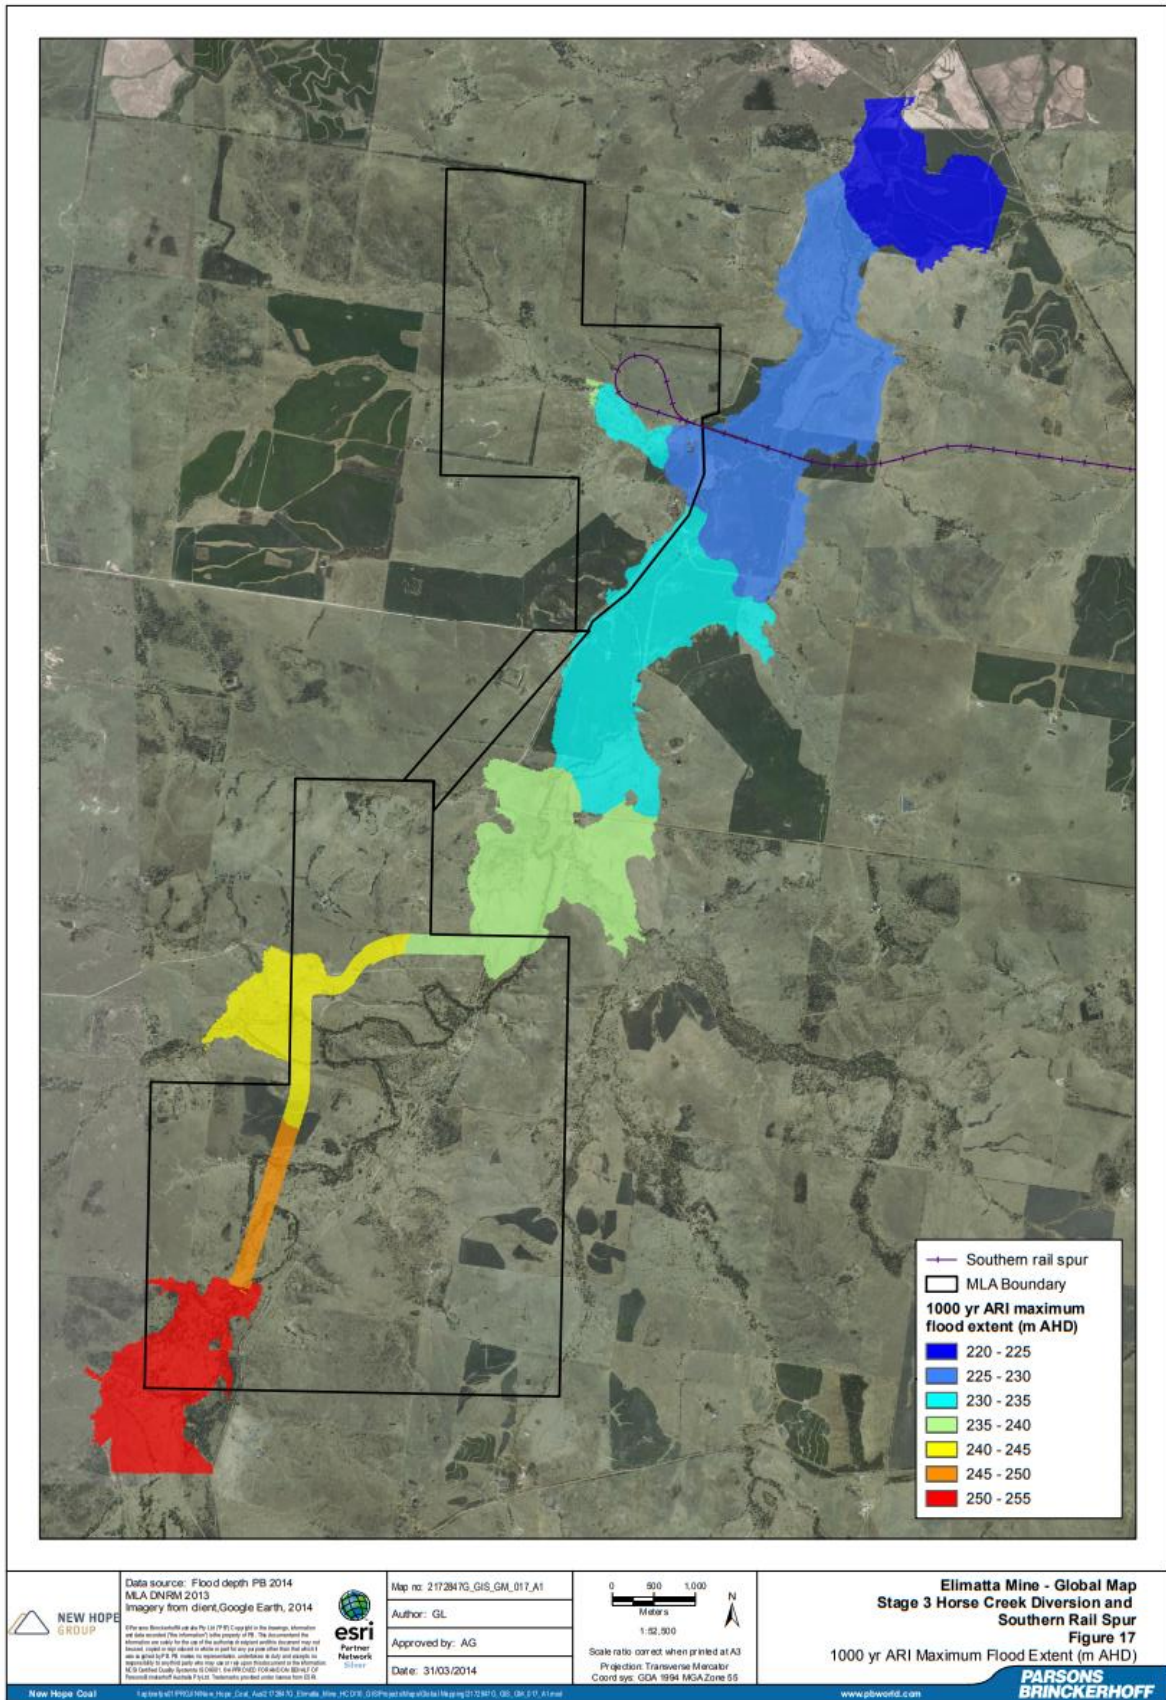 Southern rail spur
MLA Boundary
1000 yr ARI maximum
flood extent (m AHD)
220 - 225
225 - 230
230 - 235
235 - 240
240 - 245
245 - 250
250 - 255
NEW HOPE
GROUP
Data source: Flood depth PB 2014
MLA DNRM 2013
Imagery from client, Google Earth, 2014
esri
Partner
Network
Silver
Map no: 2172847G_GIS_GM_017_A1
Author: GL
Approved by: AG
Date: 31/03/2014
0 500 1,000
Meters
N
1:52,500
Scale ratio correct when printed at A3
Projection: Transverse Mercator
Coord sys: GDA 1994 MGA Zone 55
Elimatta Mine - Global Map
Stage 3 Horse Creek Diversion and
Southern Rail Spur
Figure 17
1000 yr ARI Maximum Flood Extent (m AHD)
New Hope Coal
www.pbworld.com
PARSONS
BRINCKERHOFF